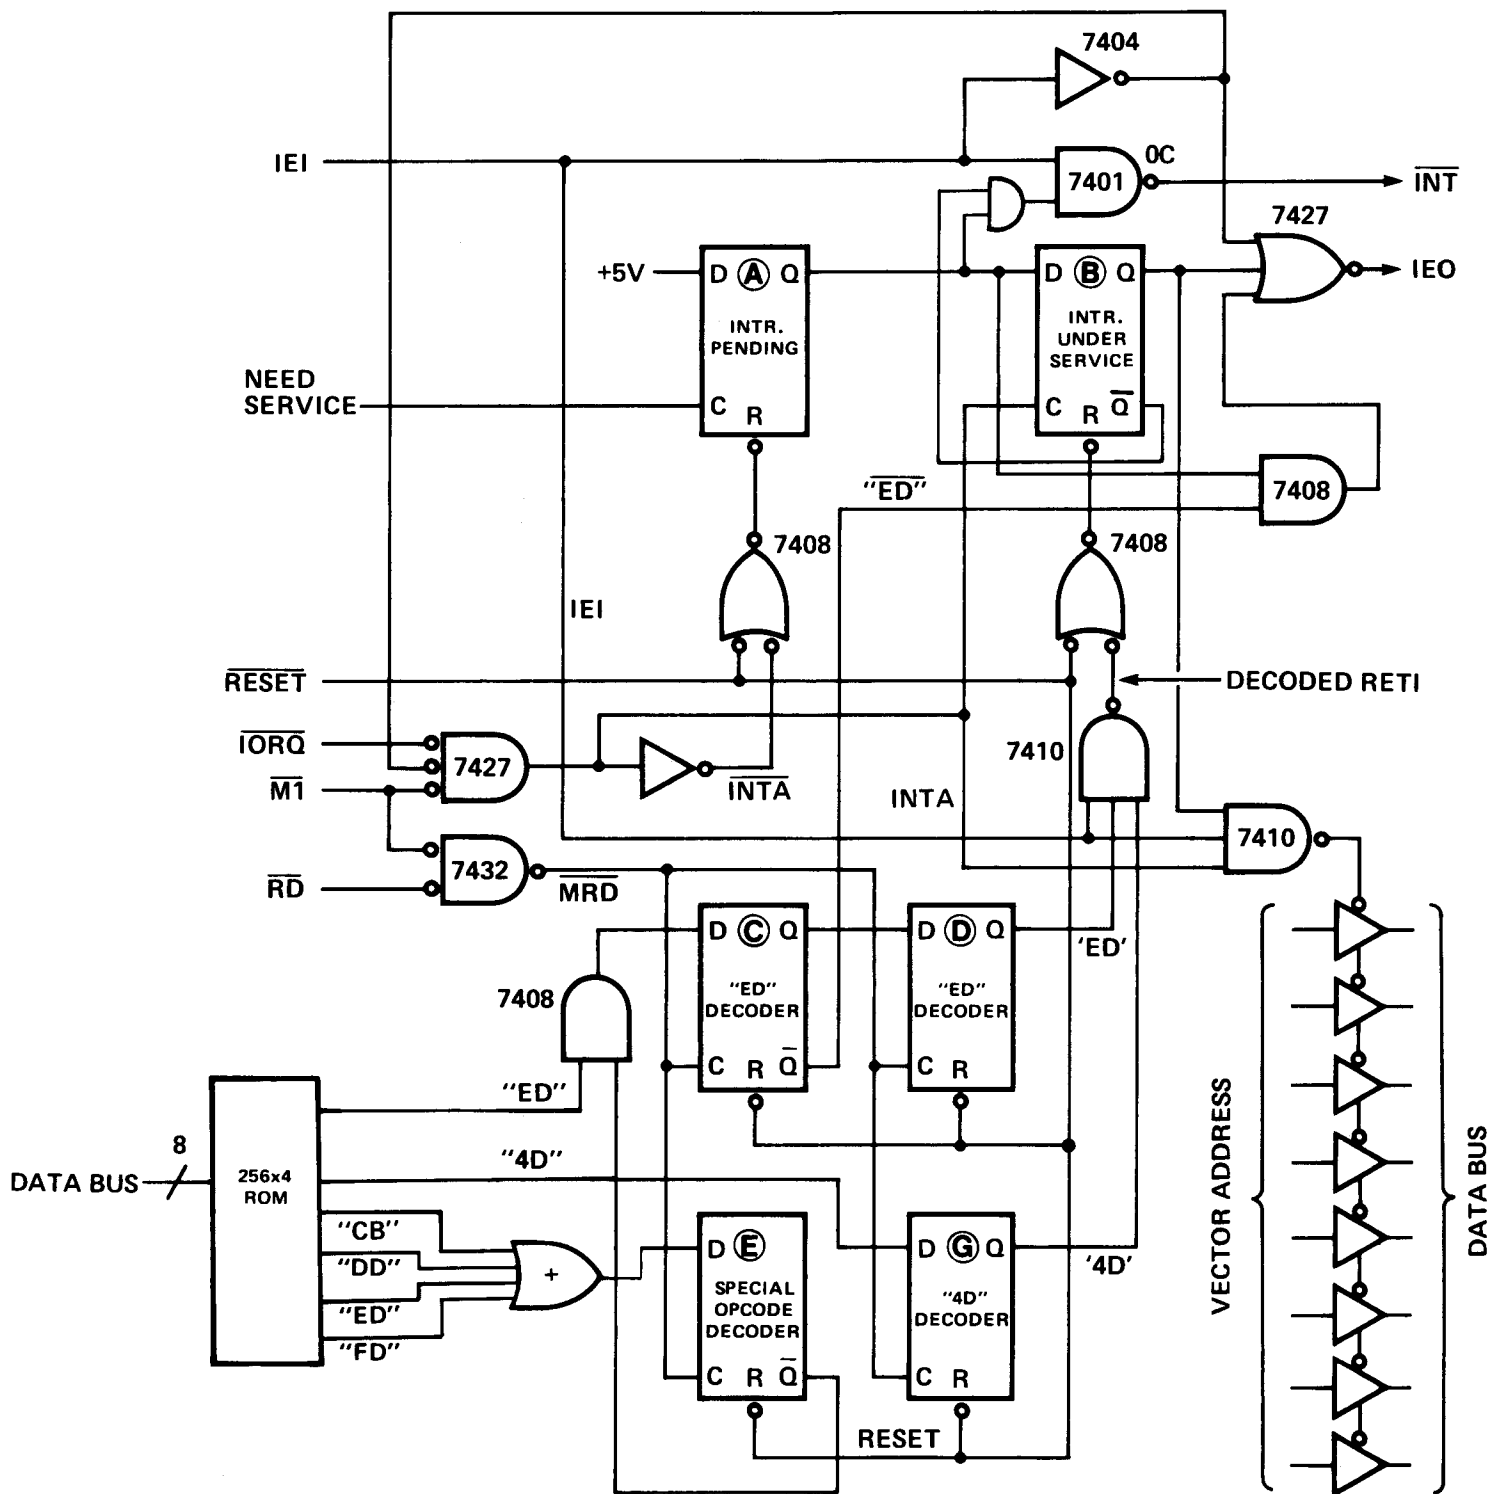 7404
IEI
7401
OC
INT
7427
IEO
+5V
D A Q
INTR.
PENDING
C R
D B Q
INTR.
UNDER
SERVICE
C R Q
NEED
SERVICE
7408
"ED"
7408
7408
IEI
RESET
DECODED RETI
IORQ
7427
M1
INTA
7410
INTA
7410
7432
RD
MRD
D C Q
"ED"
DECODER
C R Q
D D Q
"ED"
DECODER
C R
'ED'
7408
"ED"
8
DATA BUS
256x4
ROM
"4D"
"CB"
"DD"
"ED"
"FD"
+
D E
SPECIAL
OPCODE
DECODER
C R Q
D G Q
"4D"
DECODER
C R
'4D'
RESET
VECTOR ADDRESS
DATA BUS